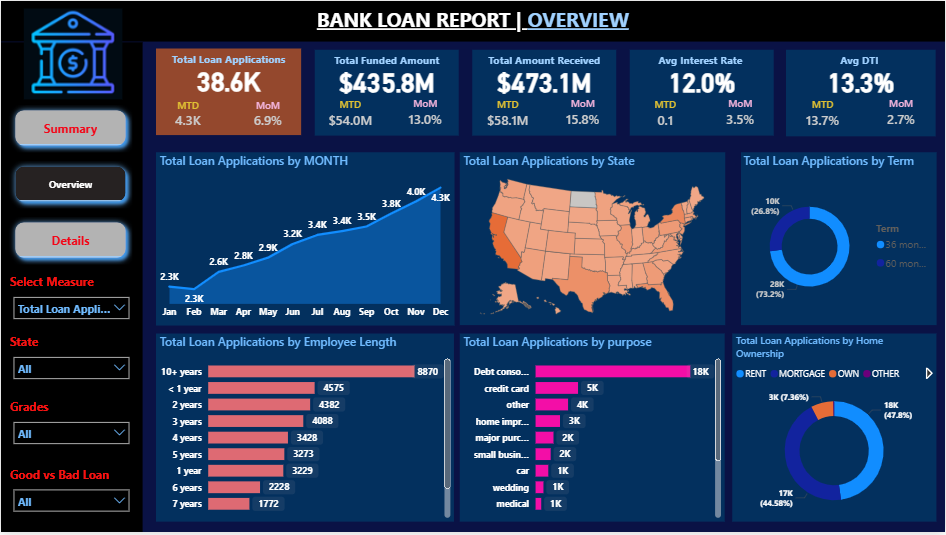 BANK LOAN REPORT | OVERVIEW
$
Summary
Overview
Details
Select Measure
Total Loan Appli...
State
All
Grades
All
Good vs Bad Loan
All
Total Loan Applications
38.6K
MTD MoM
4.3K 6.9%
Total Funded Amount
$435.8M
MTD MoM
$54.0M 13.0%
Total Amount Received
$473.1M
MTD MoM
$58.1M 15.8%
Avg Interest Rate
12.0%
MTD MoM
0.1 3.5%
Avg DTI
13.3%
MTD MoM
13.7% 2.7%
Total Loan Applications by MONTH
2.3K 2.3K 2.6K 2.8K 2.9K 3.2K 3.4K 3.4K 3.5K 3.8K 4.0K 4.3K
Jan Feb Mar Apr May Jun Jul Aug Sep Oct Nov Dec
Total Loan Applications by State
Total Loan Applications by Term
10K
(26.8%)
28K
(73.2%)
Term
36 mon...
60 mon...
Total Loan Applications by Employee Length
10+ years 8870
< 1 year 4575
2 years 4382
3 years 4088
4 years 3428
5 years 3273
1 year 3229
6 years 2228
7 years 1772
Total Loan Applications by purpose
Debt conso... 18K
credit card 5K
other 4K
home impr... 3K
major purc... 2K
small busin... 2K
car 1K
wedding 1K
medical 1K
Total Loan Applications by Home
Ownership
RENT MORTGAGE OWN OTHER
3K (7.36%)
18K
(47.8%)
17K
(44.58%)